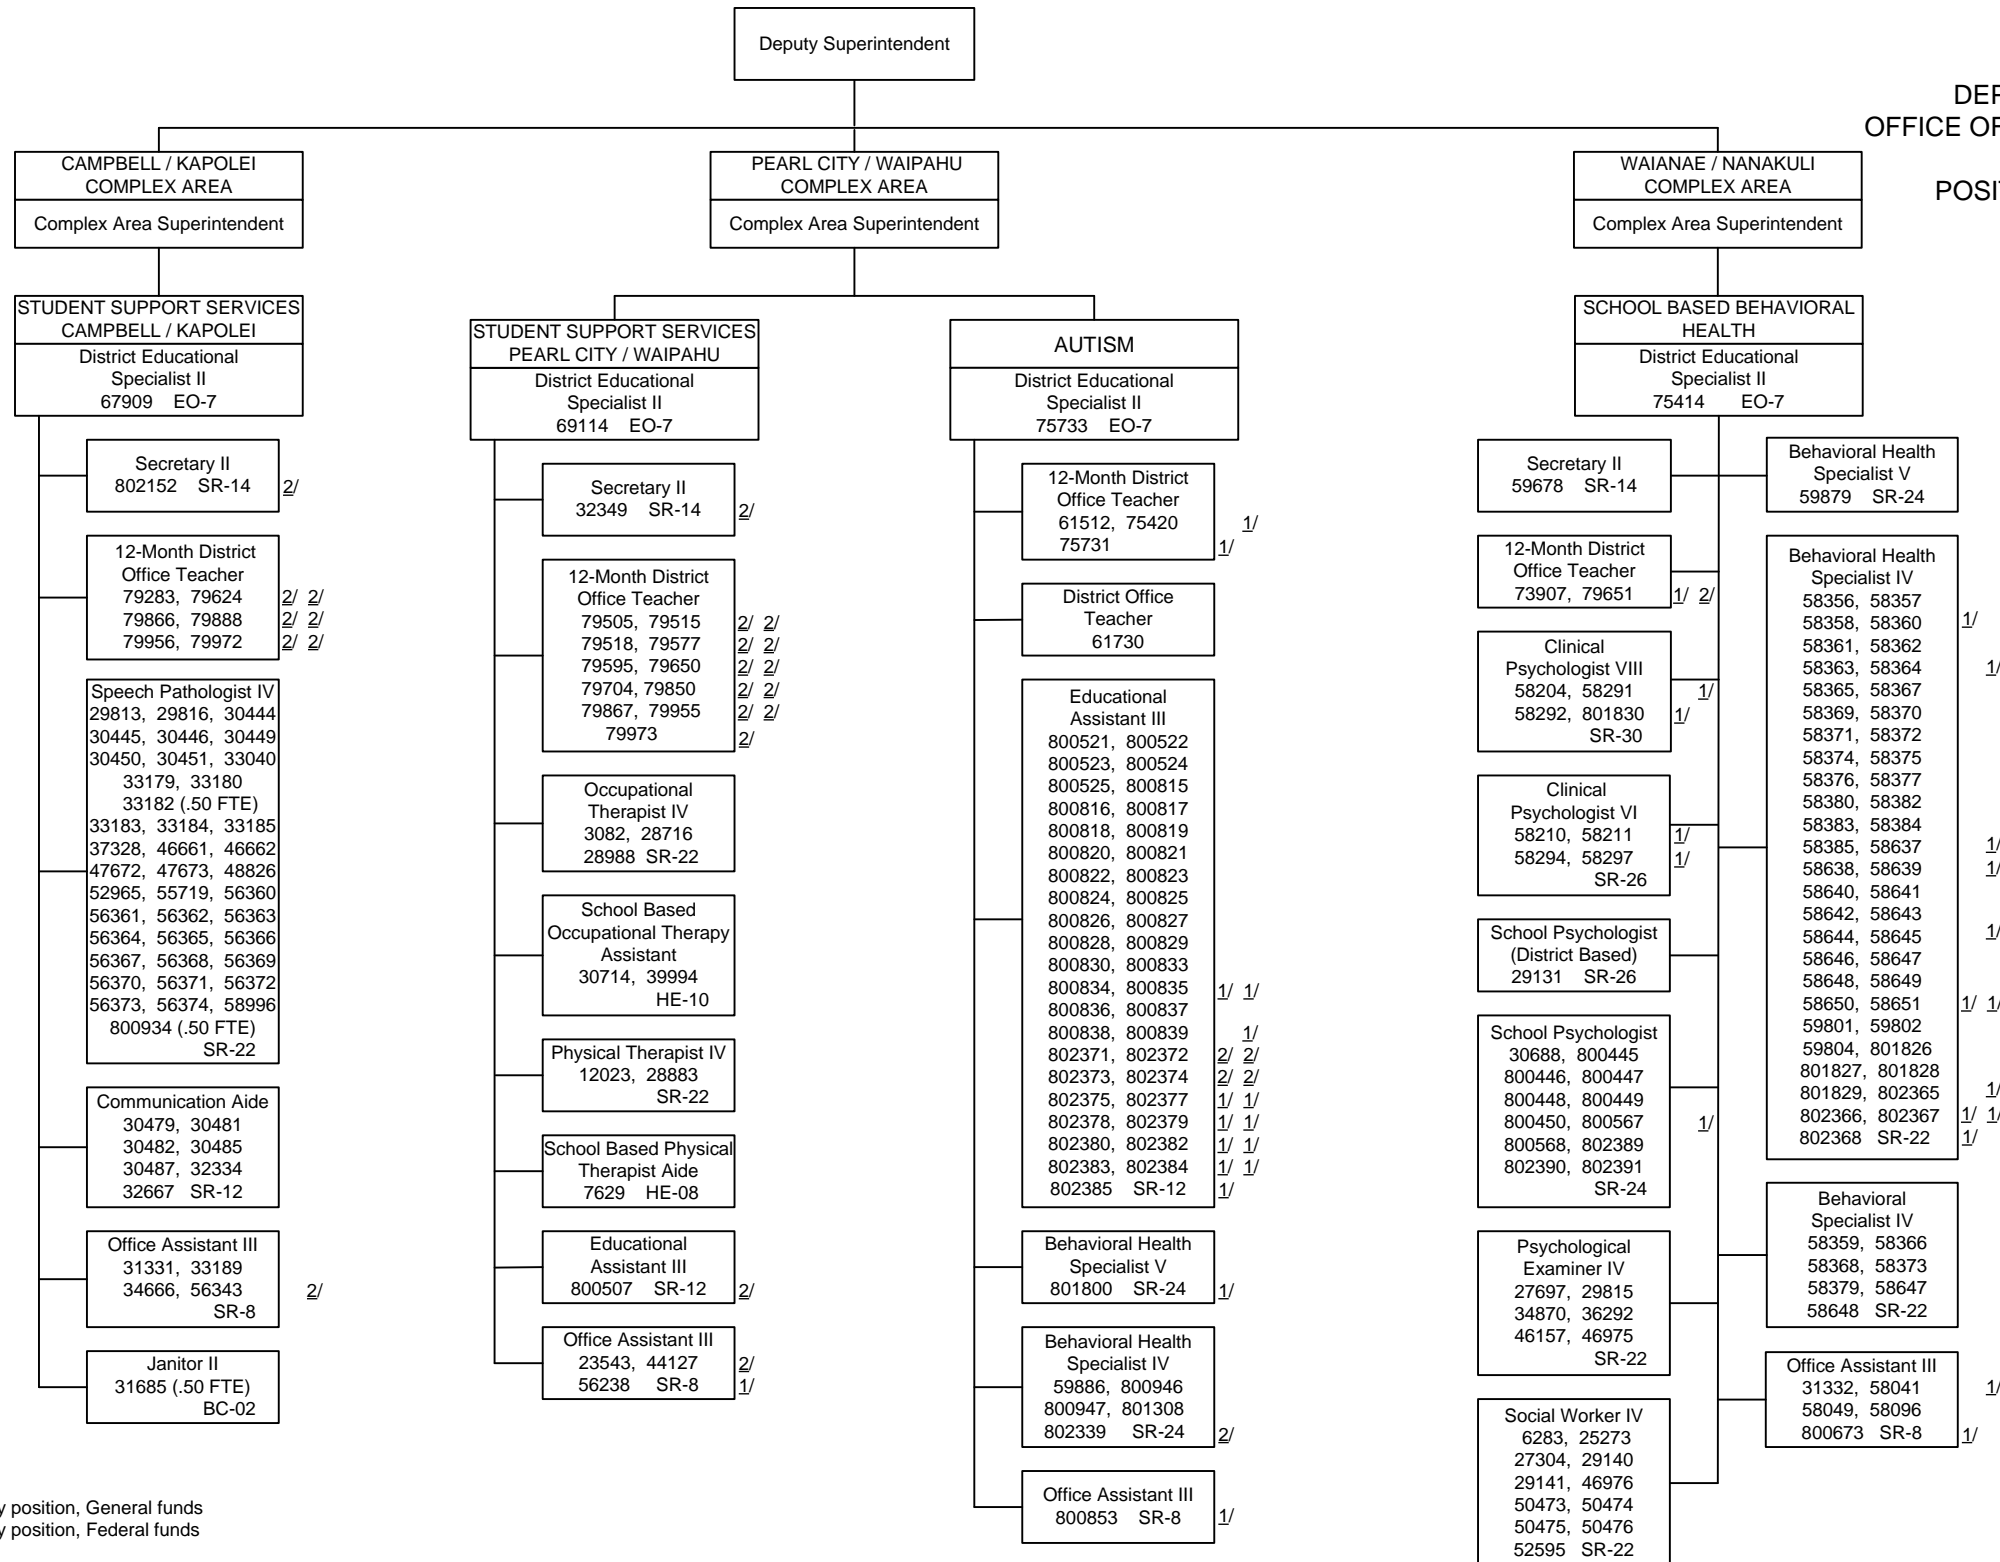 Deputy Superintendent
DEP
OFFICE OF
POSIT
CAMPBELL / KAPOLEI
COMPLEX AREA
Complex Area Superintendent
PEARL CITY / WAIPAHU
COMPLEX AREA
Complex Area Superintendent
WAIANAE / NANAKULI
COMPLEX AREA
Complex Area Superintendent
STUDENT SUPPORT SERVICES
CAMPBELL / KAPOLEI
District Educational
Specialist II
67909 EO-7
Secretary II
802152 SR-14 2/
12-Month District
Office Teacher
79283, 79624 2/ 2/
79866, 79888 2/ 2/
79956, 79972 2/ 2/
Speech Pathologist IV
29813, 29816, 30444
30445, 30446, 30449
30450, 30451, 33040
33179, 33180
33182 (.50 FTE)
33183, 33184, 33185
37328, 46661, 46662
47672, 47673, 48826
52965, 55719, 56360
56361, 56362, 56363
56364, 56365, 56366
56367, 56368, 56369
56370, 56371, 56372
56373, 56374, 58996
800934 (.50 FTE)
SR-22
Communication Aide
30479, 30481
30482, 30485
30487, 32334
32667 SR-12
Office Assistant III
31331, 33189
34666, 56343 2/
SR-8
Janitor II
31685 (.50 FTE)
BC-02
STUDENT SUPPORT SERVICES
PEARL CITY / WAIPAHU
District Educational
Specialist II
69114 EO-7
Secretary II
32349 SR-14 2/
12-Month District
Office Teacher
79505, 79515 2/ 2/
79518, 79577 2/ 2/
79595, 79650 2/ 2/
79704, 79850 2/ 2/
79867, 79955 2/ 2/
79973 2/
Occupational
Therapist IV
3082, 28716
28988 SR-22
School Based
Occupational Therapy
Assistant
30714, 39994
HE-10
Physical Therapist IV
12023, 28883
SR-22
School Based Physical
Therapist Aide
7629 HE-08
Educational
Assistant III
800507 SR-12 2/
Office Assistant III
23543, 44127 2/
56238 SR-8 1/
AUTISM
District Educational
Specialist II
75733 EO-7
12-Month District
Office Teacher
61512, 75420 1/
75731 1/
District Office
Teacher
61730
Educational
Assistant III
800521, 800522
800523, 800524
800525, 800815
800816, 800817
800818, 800819
800820, 800821
800822, 800823
800824, 800825
800826, 800827
800828, 800829
800830, 800833
800834, 800835 1/ 1/
800836, 800837
800838, 800839 1/
802371, 802372 2/ 2/
802373, 802374 2/ 2/
802375, 802377 1/ 1/
802378, 802379 1/ 1/
802380, 802382 1/ 1/
802383, 802384 1/ 1/
802385 SR-12 1/
Behavioral Health
Specialist V
801800 SR-24 1/
Behavioral Health
Specialist IV
59886, 800946
800947, 801308
802339 SR-24 2/
Office Assistant III
800853 SR-8 1/
SCHOOL BASED BEHAVIORAL
HEALTH
District Educational
Specialist II
75414 EO-7
Secretary II
59678 SR-14
12-Month District
Office Teacher
73907, 79651 1/ 2/
Clinical
Psychologist VIII
58204, 58291 1/
58292, 801830 1/
SR-30
Clinical
Psychologist VI
58210, 58211 1/
58294, 58297 1/
SR-26
School Psychologist
(District Based)
29131 SR-26
School Psychologist
30688, 800445
800446, 800447
800448, 800449
800450, 800567 1/
800568, 802389
802390, 802391
SR-24
Psychological
Examiner IV
27697, 29815
34870, 36292
46157, 46975
SR-22
Social Worker IV
6283, 25273
27304, 29140
29141, 46976
50473, 50474
50475, 50476
52595 SR-22
Behavioral Health
Specialist V
59879 SR-24
Behavioral Health
Specialist IV
58356, 58357
58358, 58360 1/
58361, 58362
58363, 58364 1/
58365, 58367
58369, 58370
58371, 58372
58374, 58375
58376, 58377
58380, 58382
58383, 58384
58385, 58637 1/
58638, 58639 1/
58640, 58641
58642, 58643
58644, 58645 1/
58646, 58647
58648, 58649
58650, 58651 1/ 1/
59801, 59802
59804, 801826
801827, 801828
801829, 802365 1/
802366, 802367 1/ 1/
802368 SR-22 1/
Behavioral
Specialist IV
58359, 58366
58368, 58373
58379, 58647
58648 SR-22
Office Assistant III
31332, 58041 1/
58049, 58096
800673 SR-8 1/
y position, General funds
y position, Federal funds